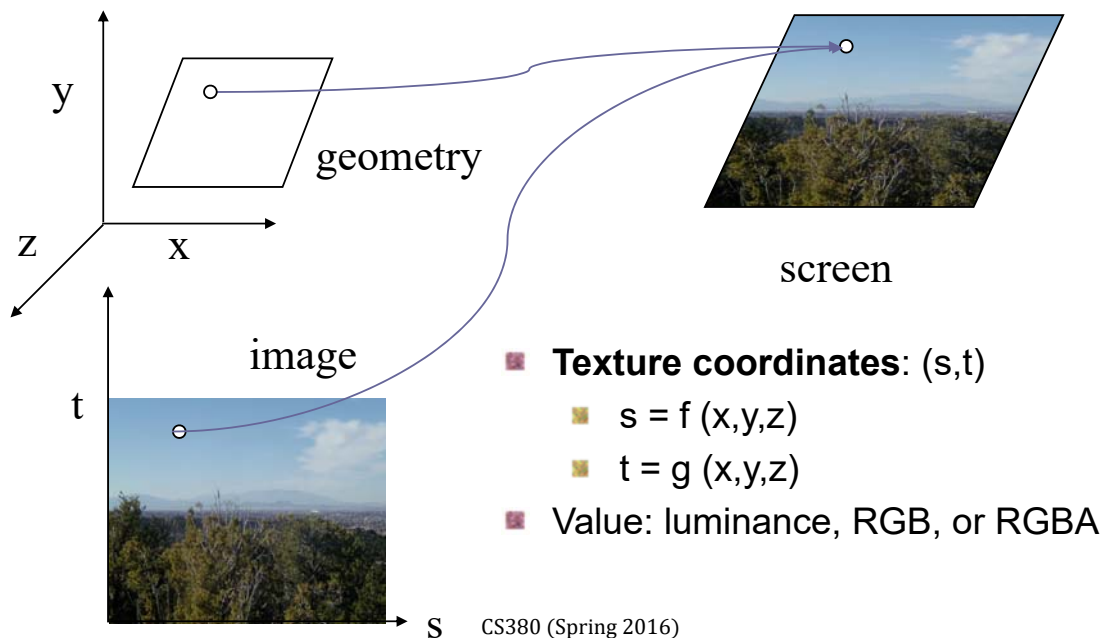 y
geometry
z
x
screen
image
t
Texture coordinates: (s,t)
s = f (x,y,z)
t = g (x,y,z)
Value: luminance, RGB, or RGBA
s
CS380 (Spring 2016)